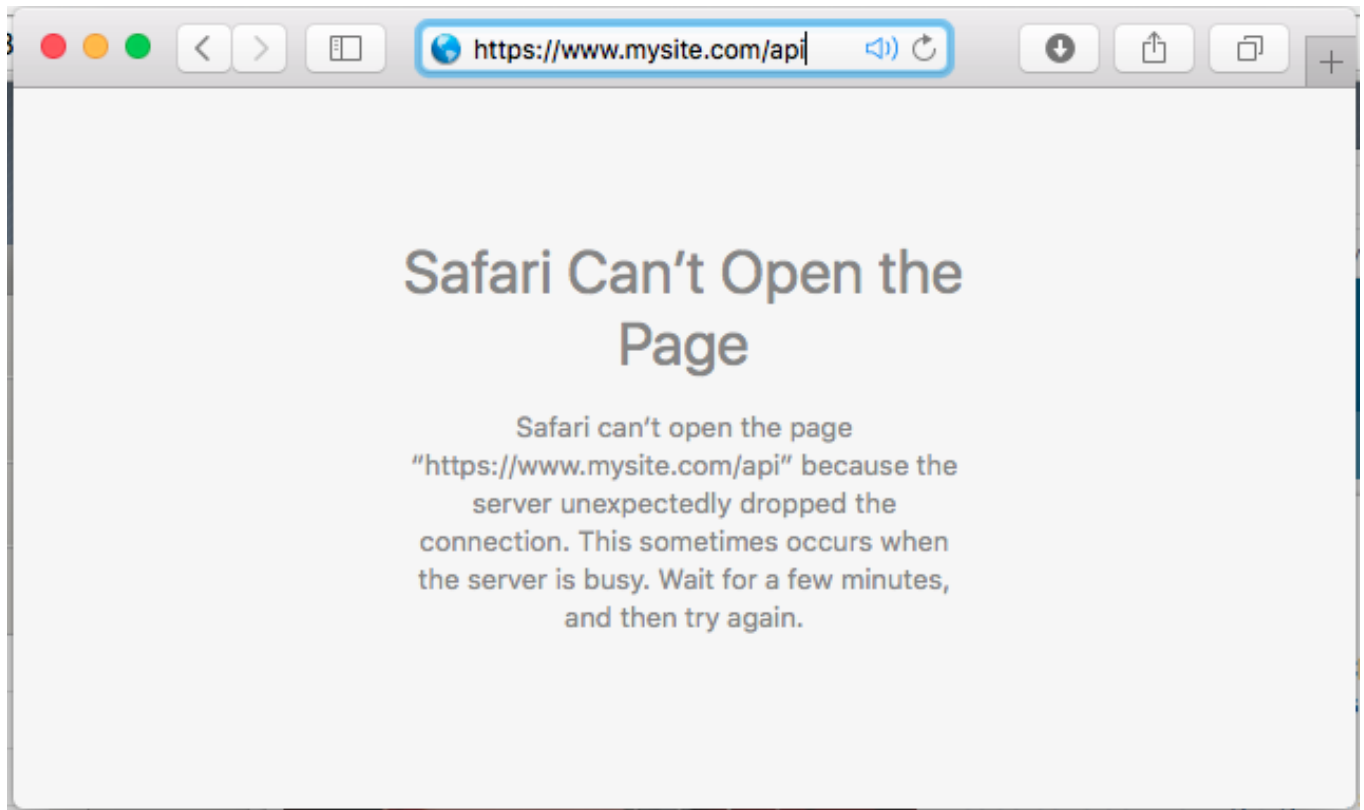 https://www.mysite.com/api
Safari Can’t Open the
Page
Safari can’t open the page
“https://www.mysite.com/api” because the
server unexpectedly dropped the
connection. This sometimes occurs when
the server is busy. Wait for a few minutes,
and then try again.